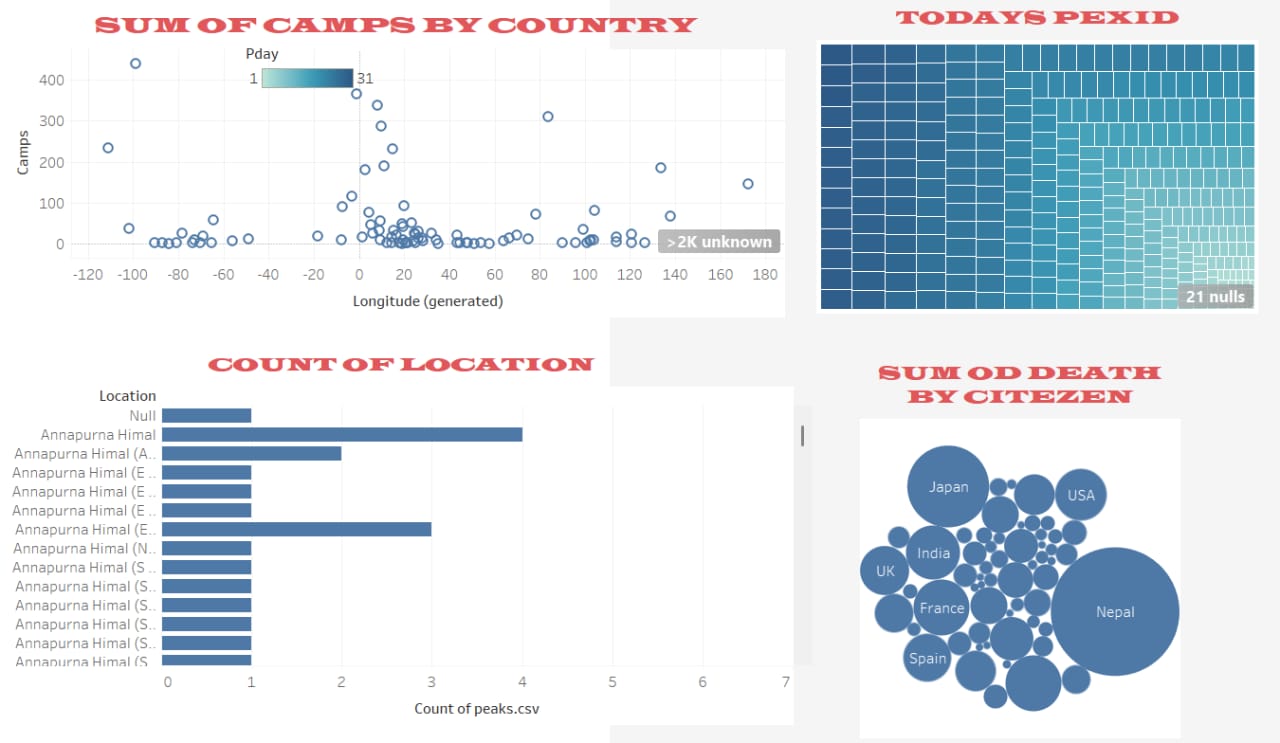 SUM OF CAMPS BY COUNTRY
Pday
1
31
Camps
400
300
200
100
0
-120 -100 -80 -60 -40 -20 0 20 40 60 80 100 120 140 160 180
>2K unknown
Longitude (generated)
TODAYS PEXID
21 nulls
COUNT OF LOCATION
Location
Null
Annapurna Himal
Annapurna Himal (A..
Annapurna Himal (E ..
Annapurna Himal (E ..
Annapurna Himal (E ..
Annapurna Himal (E..
Annapurna Himal (N..
Annapurna Himal (S ..
Annapurna Himal (S..
Annapurna Himal (S..
Annapurna Himal (S..
Annapurna Himal (S..
Annapurna Himal (S..
0 1 2 3 4 5 6 7
Count of peaks.csv
SUM OD DEATH
BY CITEZEN
Japan
USA
India
UK
France
Nepal
Spain